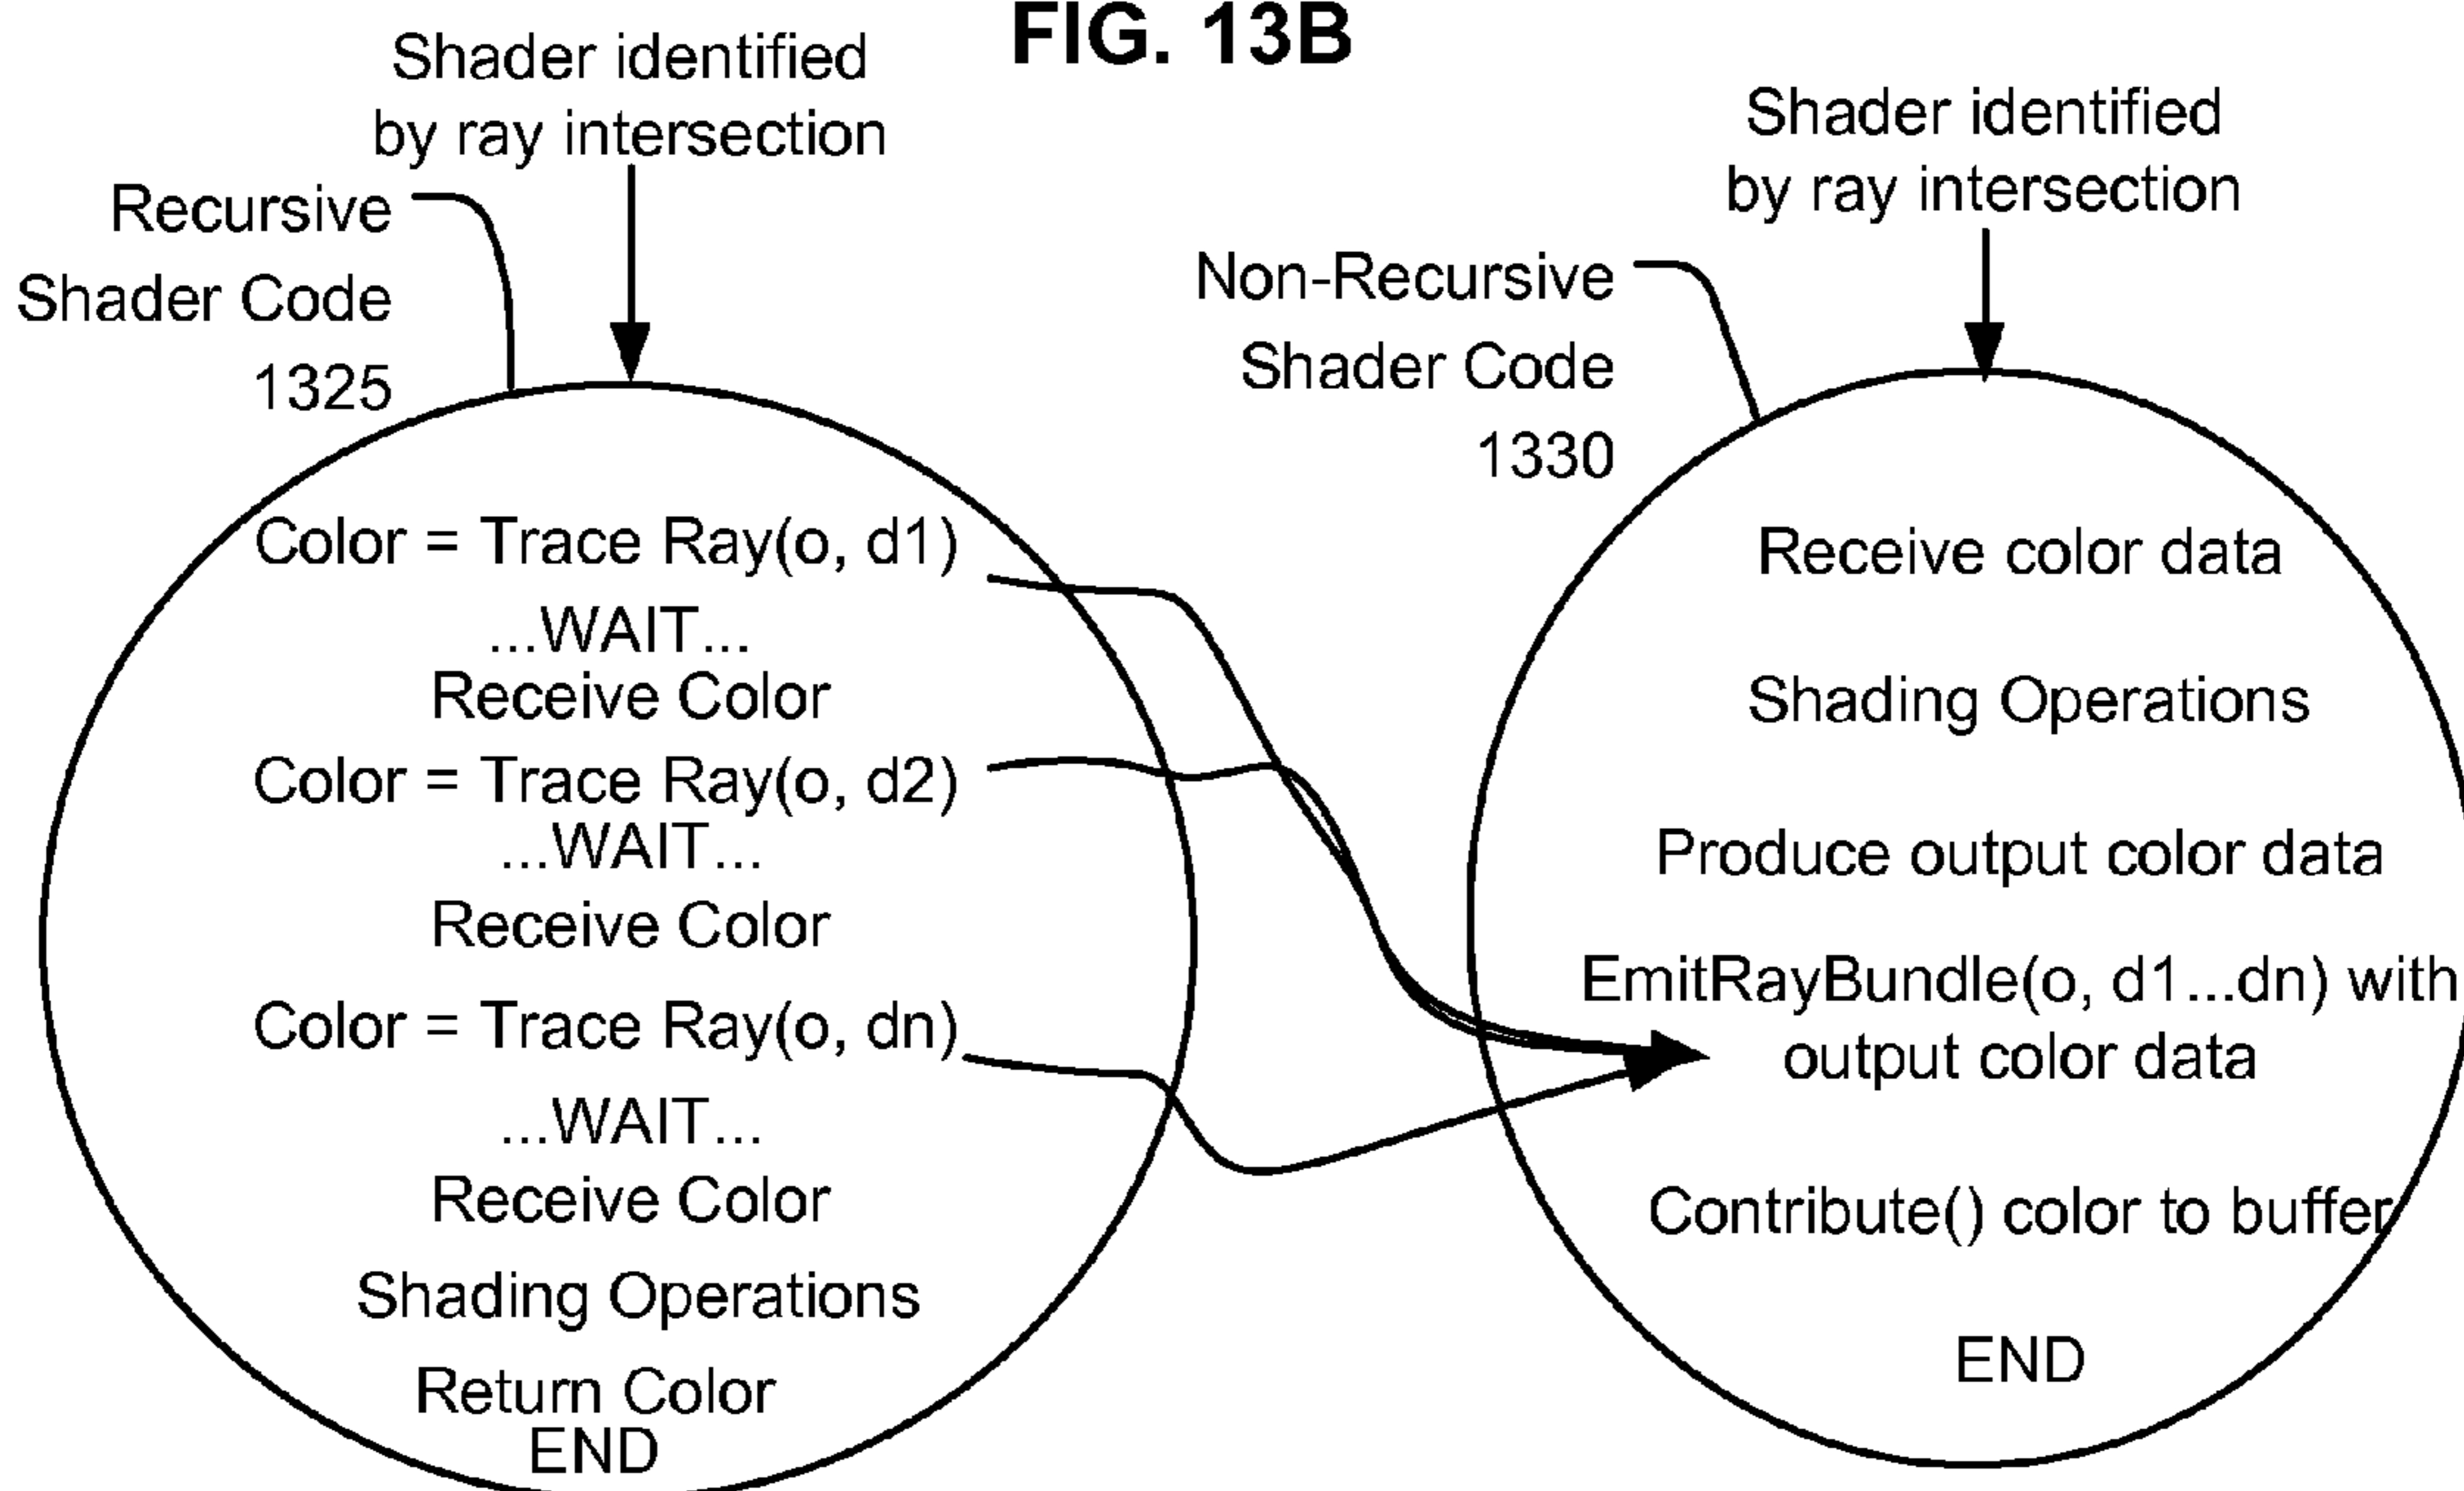 FIG. 13B
Shader identified
by ray intersection
Recursive
Shader Code
1325
Color = Trace Ray(o, d1)
...WAIT...
Receive Color
Color = Trace Ray(o, d2)
...WAIT...
Receive Color
Color = Trace Ray(o, dn)
...WAIT...
Receive Color
Shading Operations
Return Color
END
Shader identified
by ray intersection
Non-Recursive
Shader Code
1330
Receive color data
Shading Operations
Produce output color data
EmitRayBundle(o, d1...dn) with
output color data
Contribute() color to buffer
END